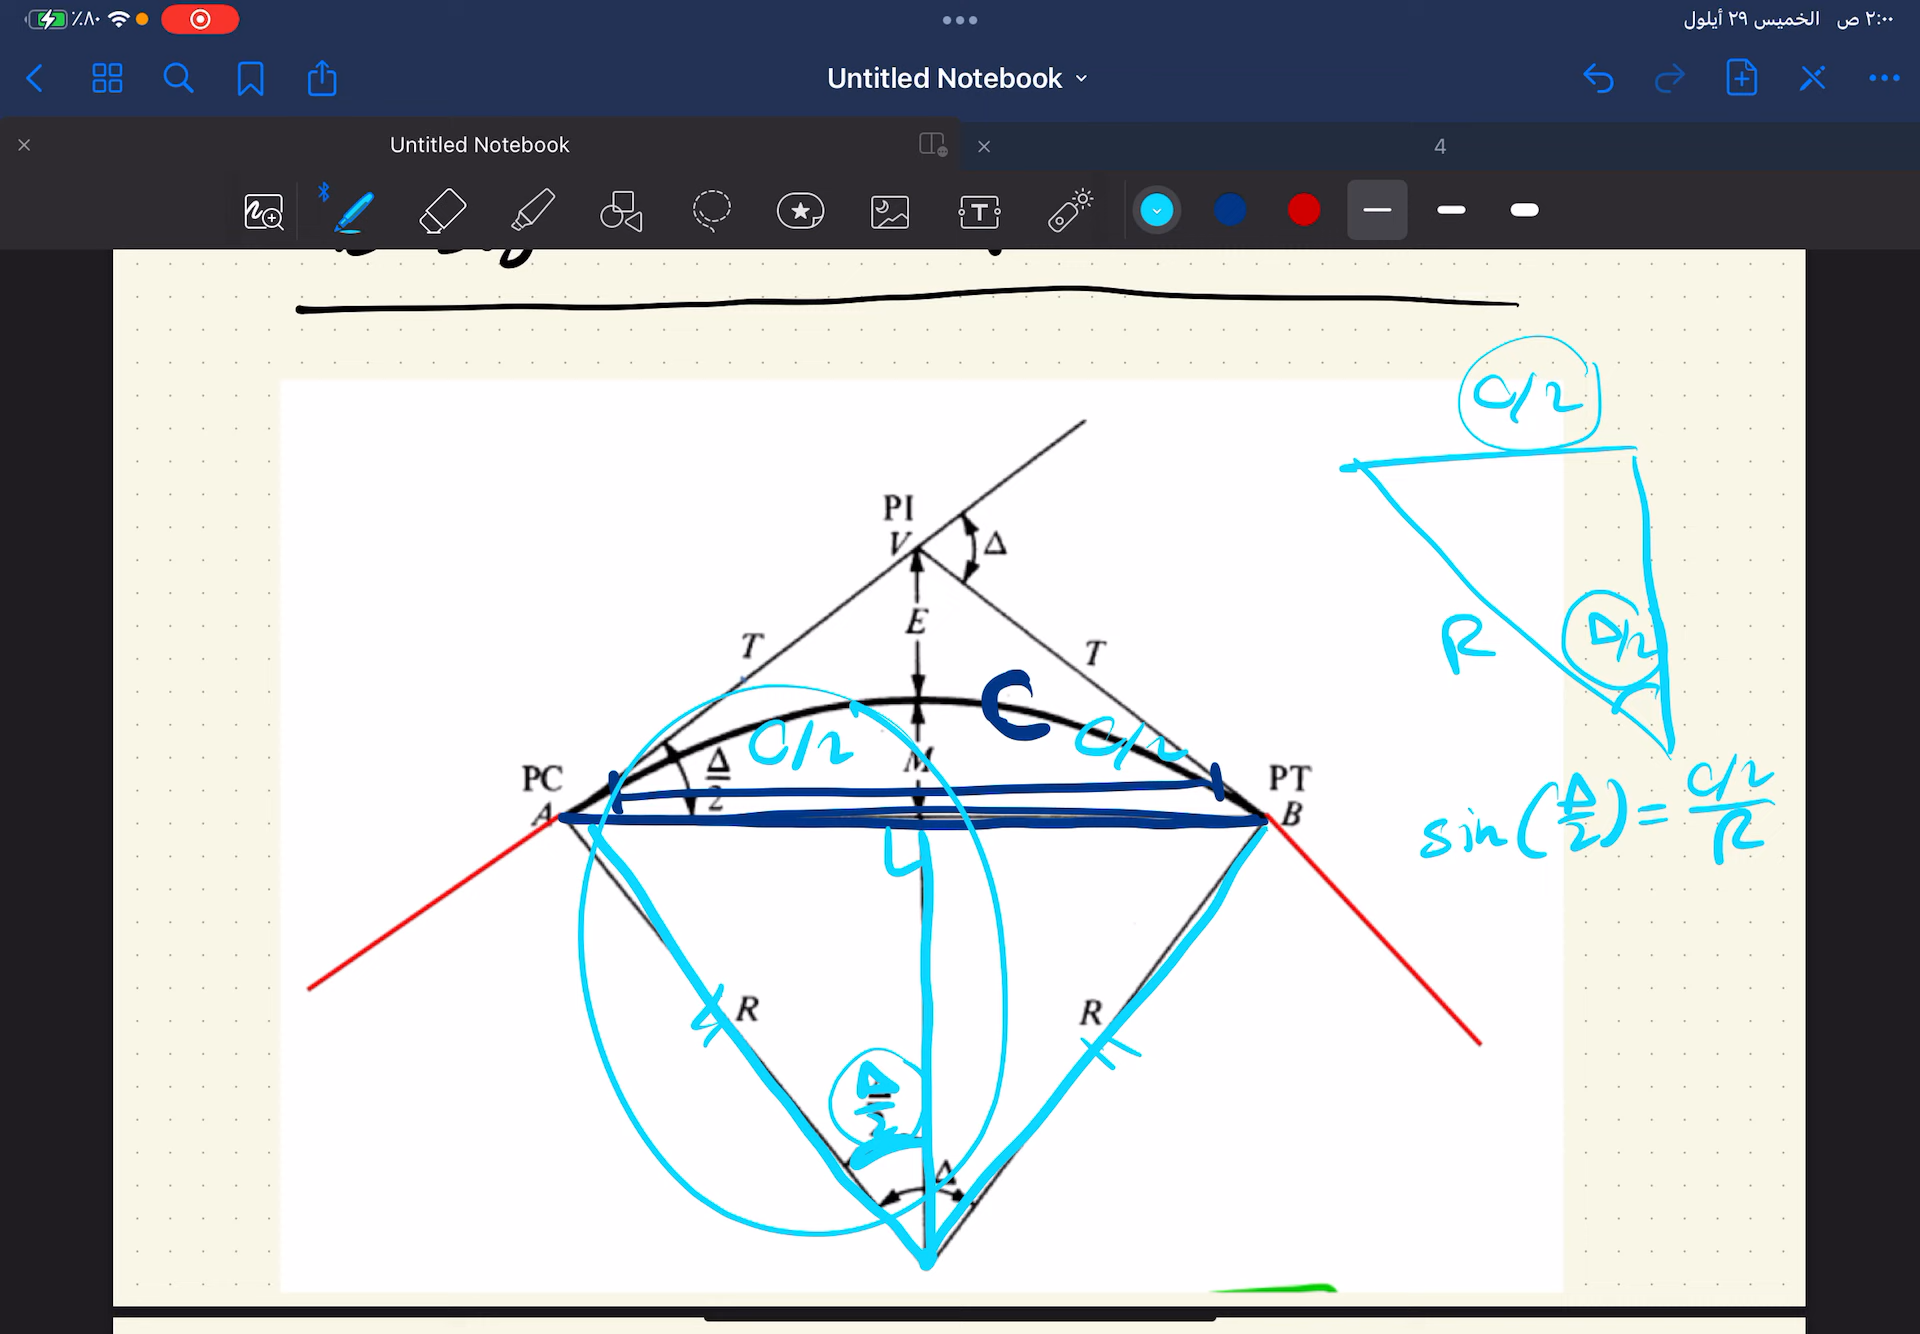 ٪٨٠
٢:٠٠ ص الخميس ٢٩ أيلول
Untitled Notebook
Untitled Notebook
4
T
C/2
PI
V
Δ
E
T
T
R
Δ/2
C
C/2
C/2
M
Δ/2
PC
A
PT
B
sin(Δ/2) = C/2/R
R
R
Δ/2
Δ